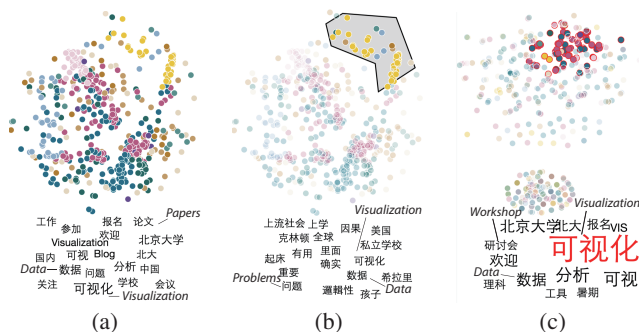 工作 参加 报名 论文 Papers
欢迎 北京大学
Visualization
国内 可视 Blog 北大
Data 数据 问题 分析 中国
关注 可视化 学校 会议
Visualization
(a)
Visualization
上流社会 上学 因果 美国
克林顿 全球 私立学校
起床 有用 里面 可视化
确实
Problems 重要 数据 希拉里
问题 邏輯性 孩子 Data
(b)
Visualization
Workshop 北京大学 北大 报名 VIS
研讨会 可视化
欢迎
Data 数据 分析 可视
理科 工具 暑期
(c)